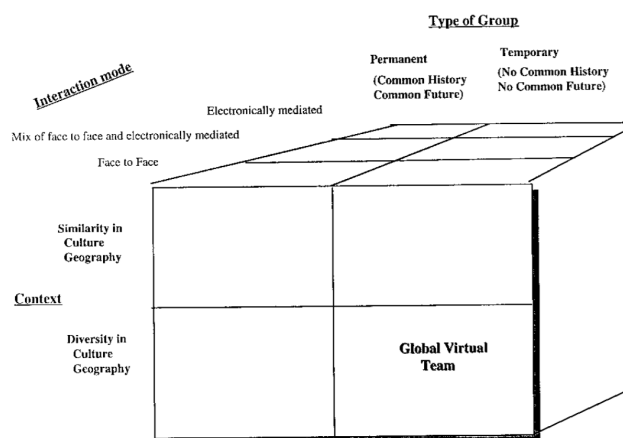 Type of Group
Interaction mode
Permanent
(Common History
Common Future)
Temporary
(No Common History
No Common Future)
Electronically mediated
Mix of face to face and electronically mediated
Face to Face
Similarity in
Culture
Geography
Context
Diversity in
Culture
Geography
Global Virtual
Team